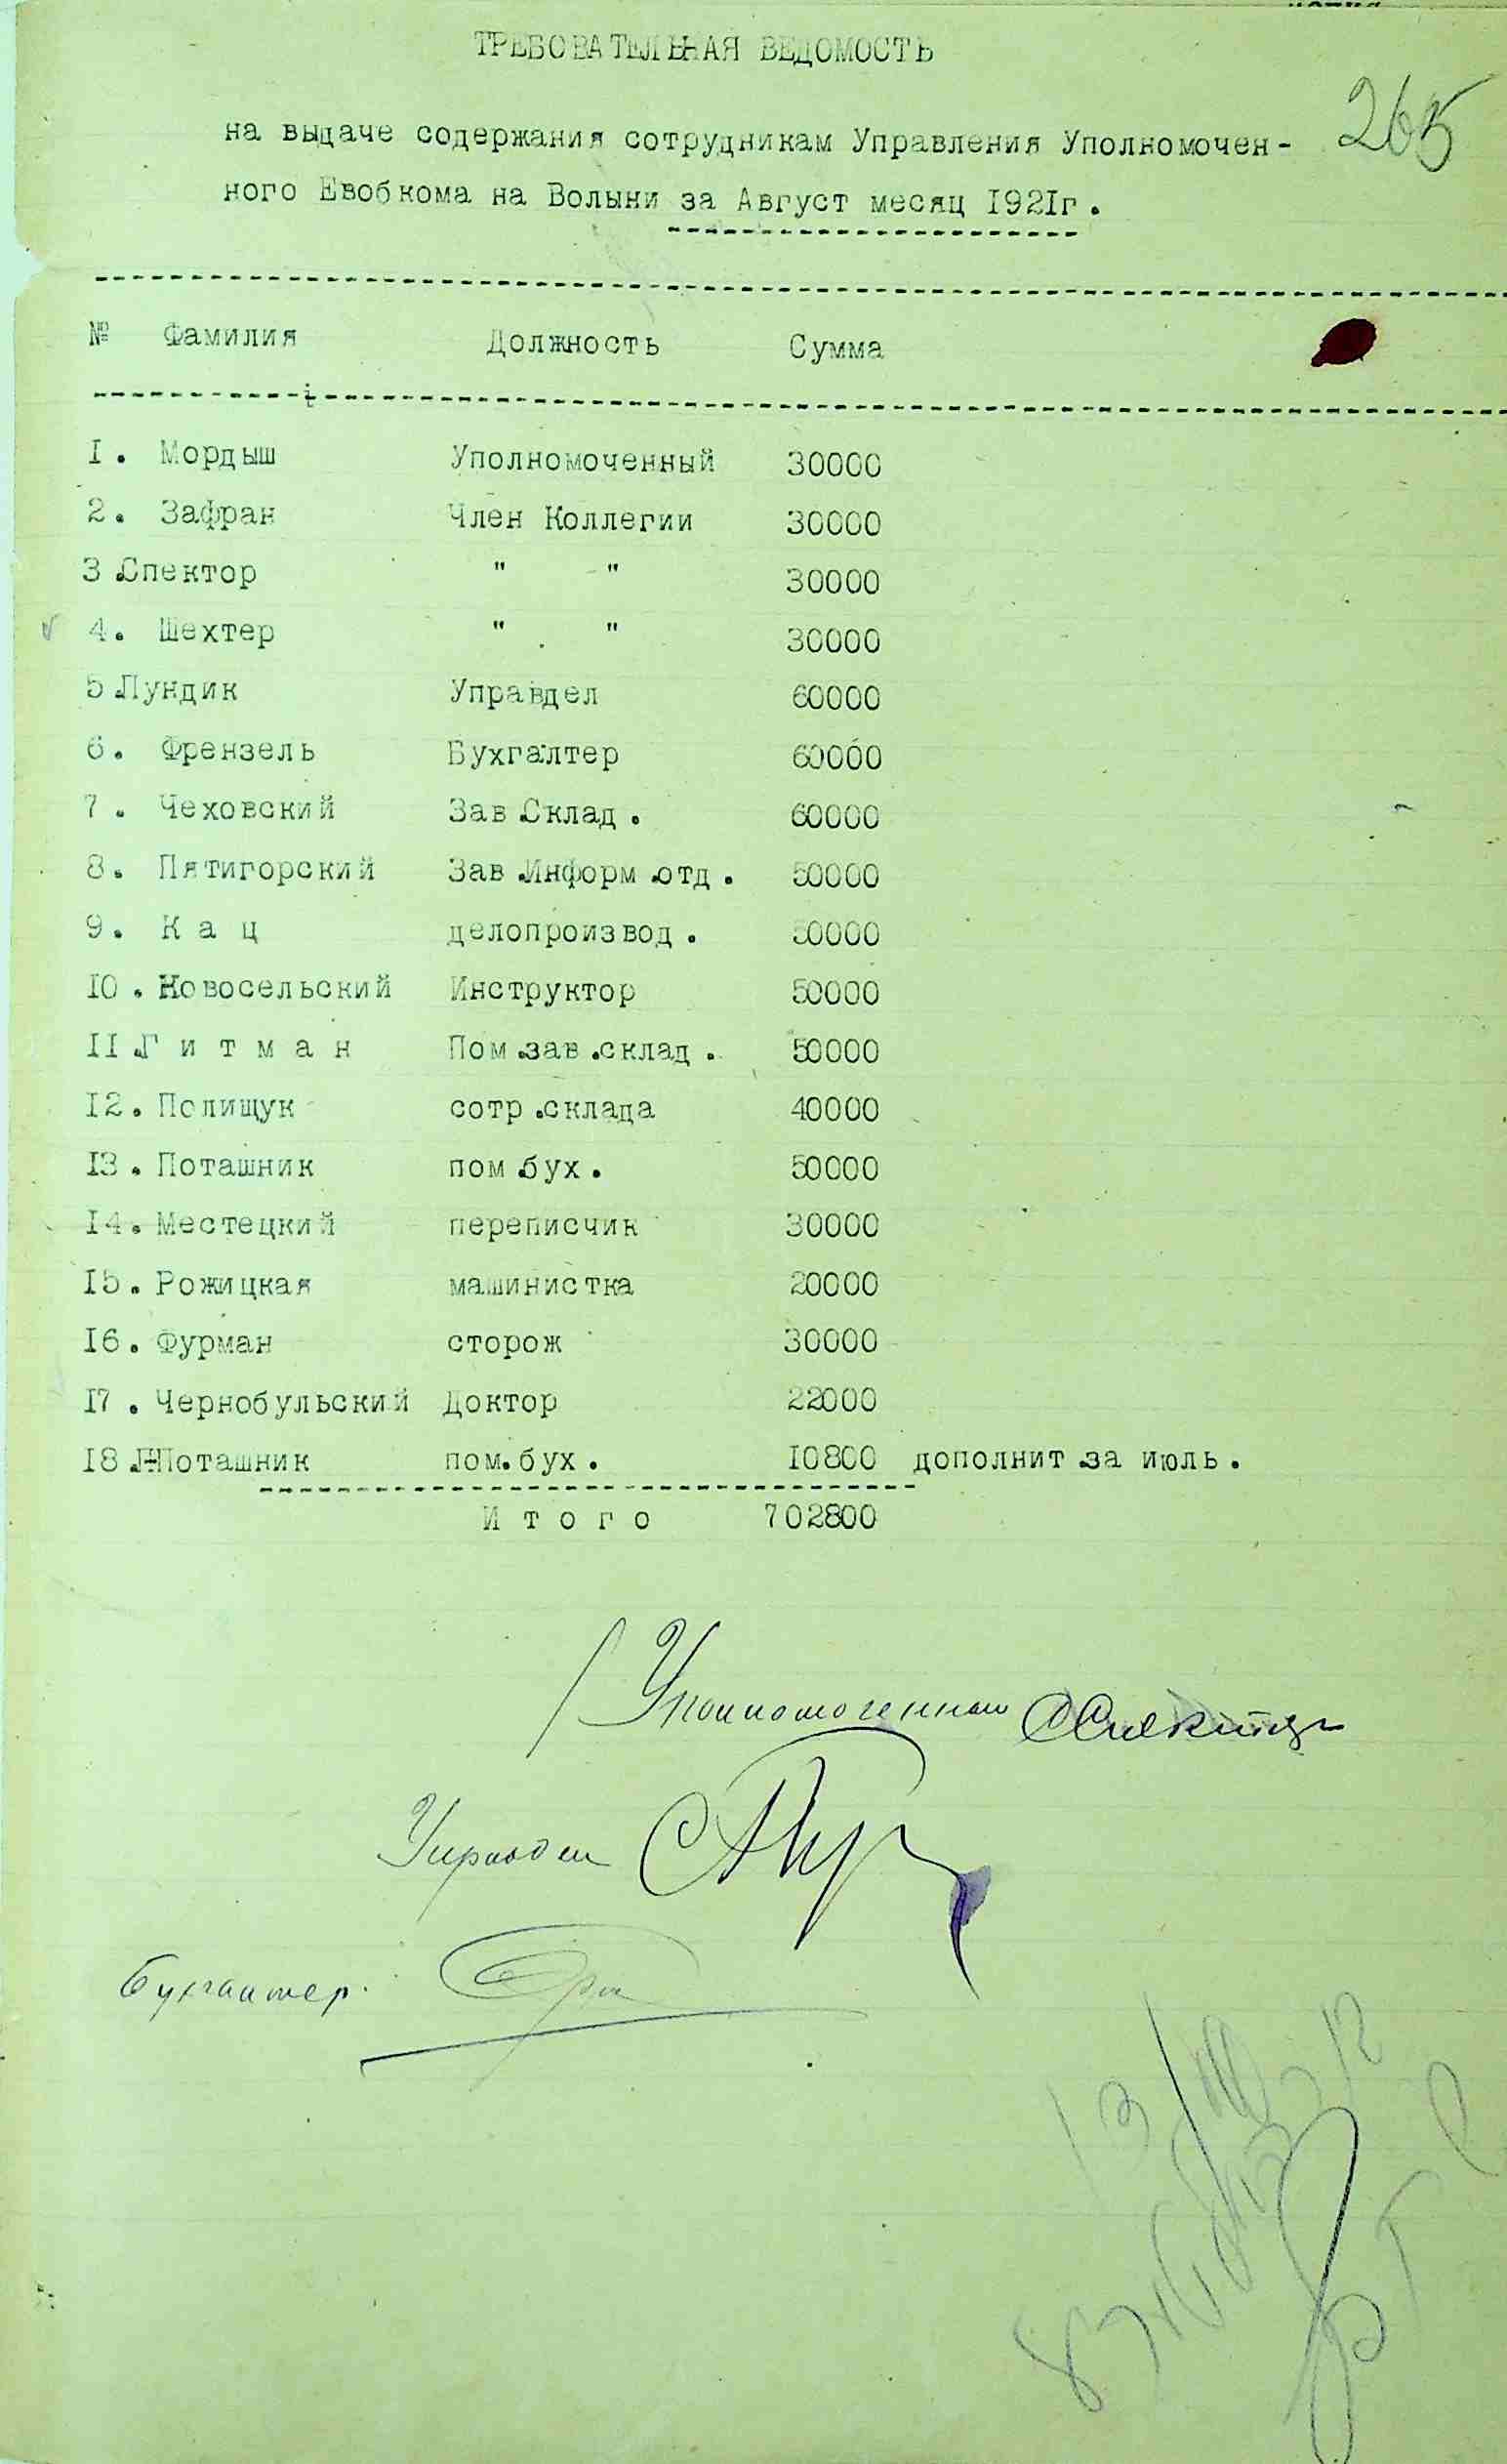 ТРЕБОВАТЕЛЬНАЯ ВЕДОМОСТЬ
265
на выдаче содержания сотрудникам Управления Уполномочен-
ного Евобкома на Волыни за Август месяц 1921г.
№ Фамилия Должность Сумма
1. Мордыш Уполномоченный 30000
2. Зафран Член Коллегии 30000
3.Спектор " " 30000
4. Шехтер " " 30000
5.Лундик Управдел 60000
6. Френзель Бухгалтер 60000
7. Чеховский Зав.Склад. 60000
8. Пятигорский Зав.Информ.отд. 50000
9. К а ц делопроизвод. 50000
10. Новосельский Инструктор 50000
11.Г и т м а н Пом.зав.склад. 50000
12. Полищук сотр.склада 40000
13. Поташник пом.бух. 50000
14. Местецкий переписчик 30000
15. Рожицкая машинистка 20000
16. Фурман сторож 30000
17. Чернобульский Доктор 22000
18.Поташник пом.бух. 10800 дополнит.за июль.
И т о г о 702800
Уполномоченный
Управдел
Бухгалтер.